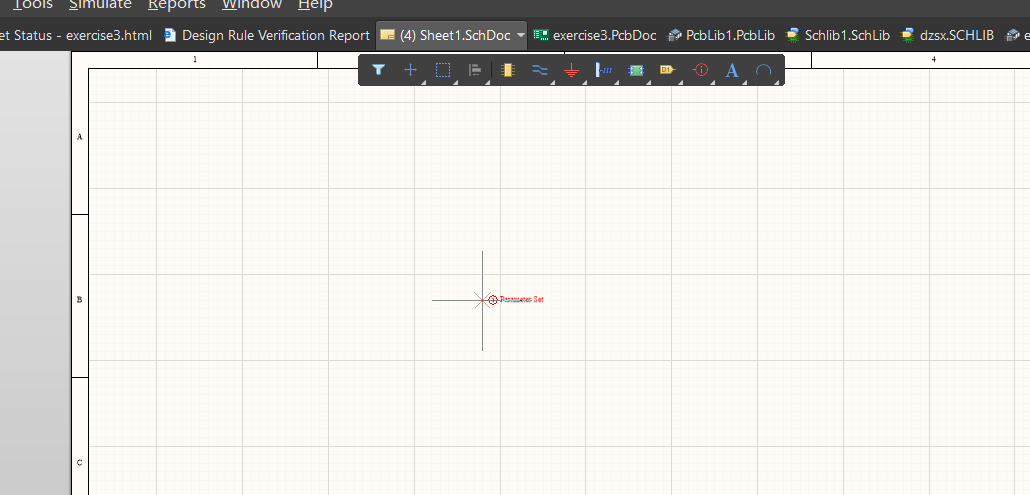 Tools Simulate Reports Window Help
et Status - exercise3.html Design Rule Verification Report (4) Sheet1.SchDoc exercise3.PcbDoc PcbLib1.PcbLib Schlib1.SchLib dzsx.SCHLIB e
1 4
D1 A
A
B Parameter Set
C